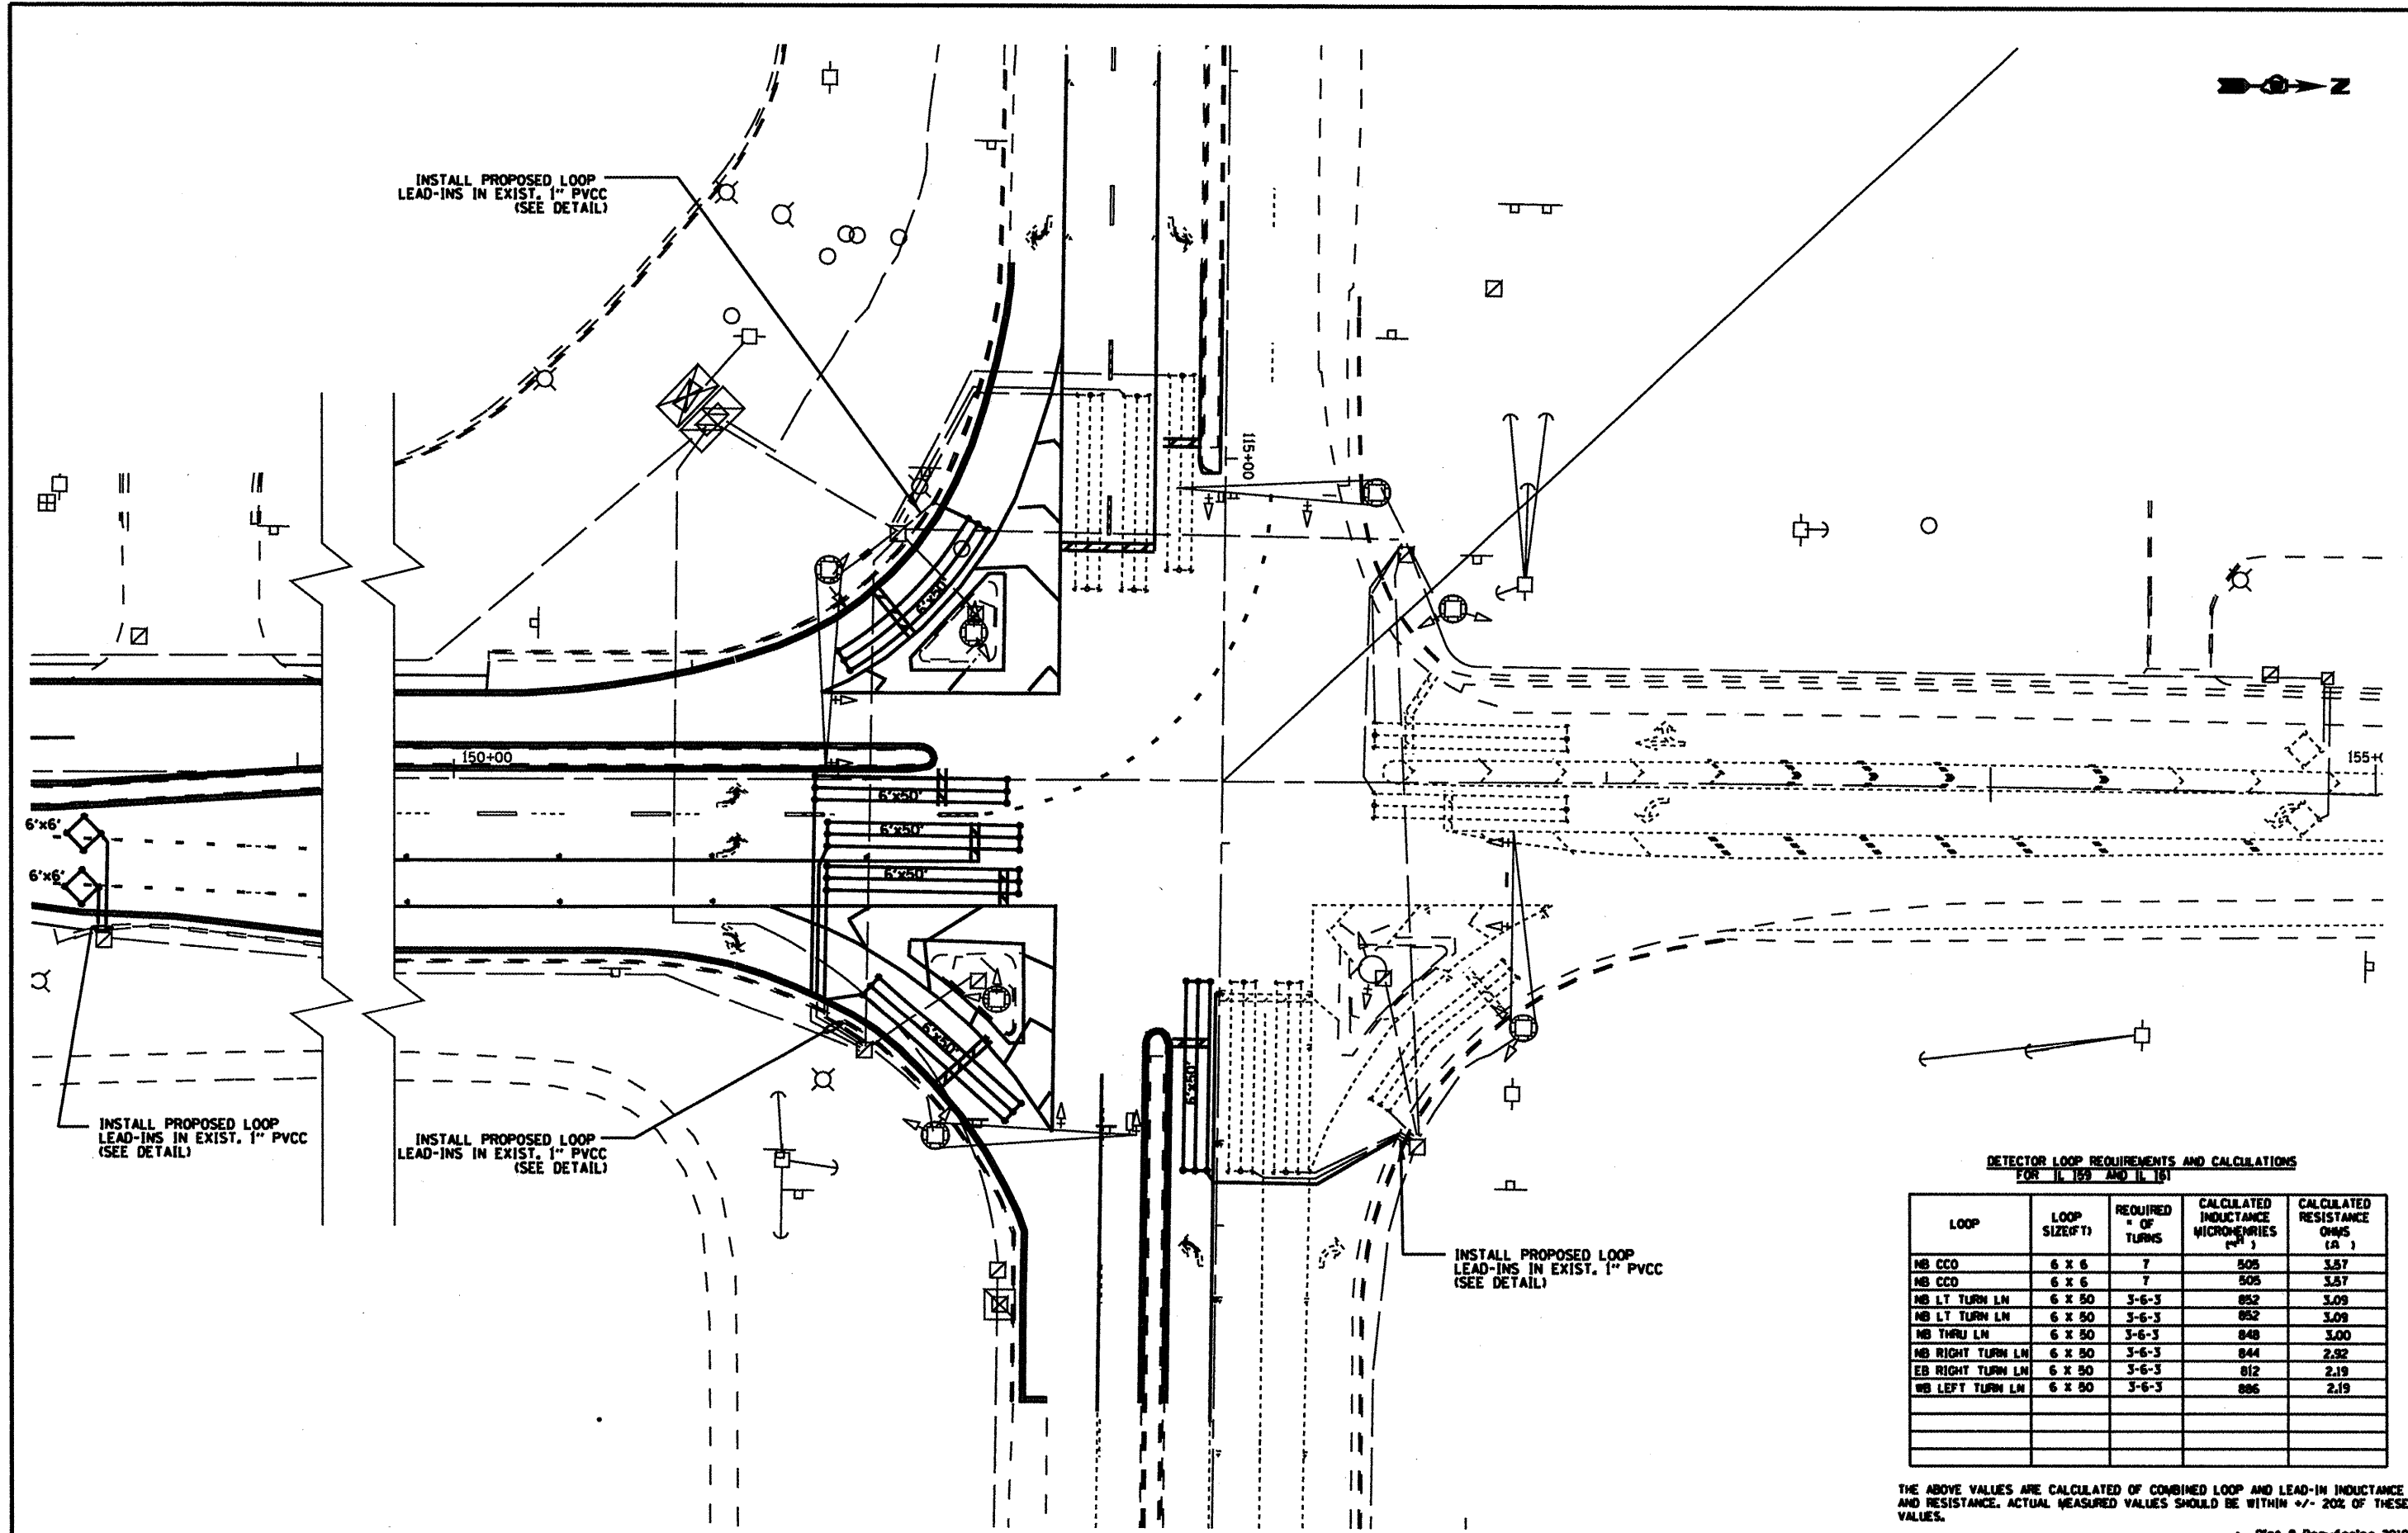 N
INSTALL PROPOSED LOOP
LEAD-INS IN EXIST. 1" PVCC
(SEE DETAIL)
115+00
6'x50'
150+00
155+
6'x50'
6'x6'
6'x50'
6'x6'
6'x50'
6'x50'
6'x50'
INSTALL PROPOSED LOOP
LEAD-INS IN EXIST. 1" PVCC
(SEE DETAIL)
INSTALL PROPOSED LOOP
LEAD-INS IN EXIST. 1" PVCC
(SEE DETAIL)
INSTALL PROPOSED LOOP
LEAD-INS IN EXIST. 1" PVCC
(SEE DETAIL)
DETECTOR LOOP REQUIREMENTS AND CALCULATIONS
FOR IL 159 AND IL 161
LOOP
LOOP
SIZE(FT)
REQUIRED
" OF
TURNS
CALCULATED
INDUCTANCE
MICROHENRIES
CALCULATED
RESISTANCE
OHMS
NB CCO 6 X 6 7 505 3.57
NB CCO 6 X 6 7 505 3.57
NB LT TURN LN 6 X 50 3-6-3 852 3.09
NB LT TURN LN 6 X 50 3-6-3 852 3.09
NB THRU LN 6 X 50 3-6-3 848 3.00
NB RIGHT TURN LN 6 X 50 3-6-3 844 2.92
EB RIGHT TURN LN 6 X 50 3-6-3 812 2.19
WB LEFT TURN LN 6 X 50 3-6-3 886 2.19
THE ABOVE VALUES ARE CALCULATED OF COMBINED LOOP AND LEAD-IN INDUCTANCE
AND RESISTANCE. ACTUAL MEASURED VALUES SHOULD BE WITHIN +/- 20% OF THESE
VALUES.